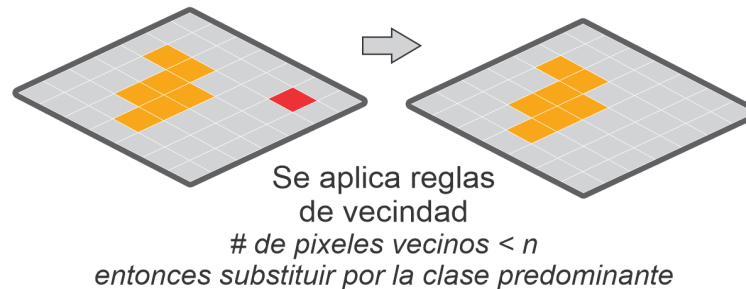 Se aplica reglas
de vecindad
# de pixeles vecinos < n
entonces substituir por la clase predominante